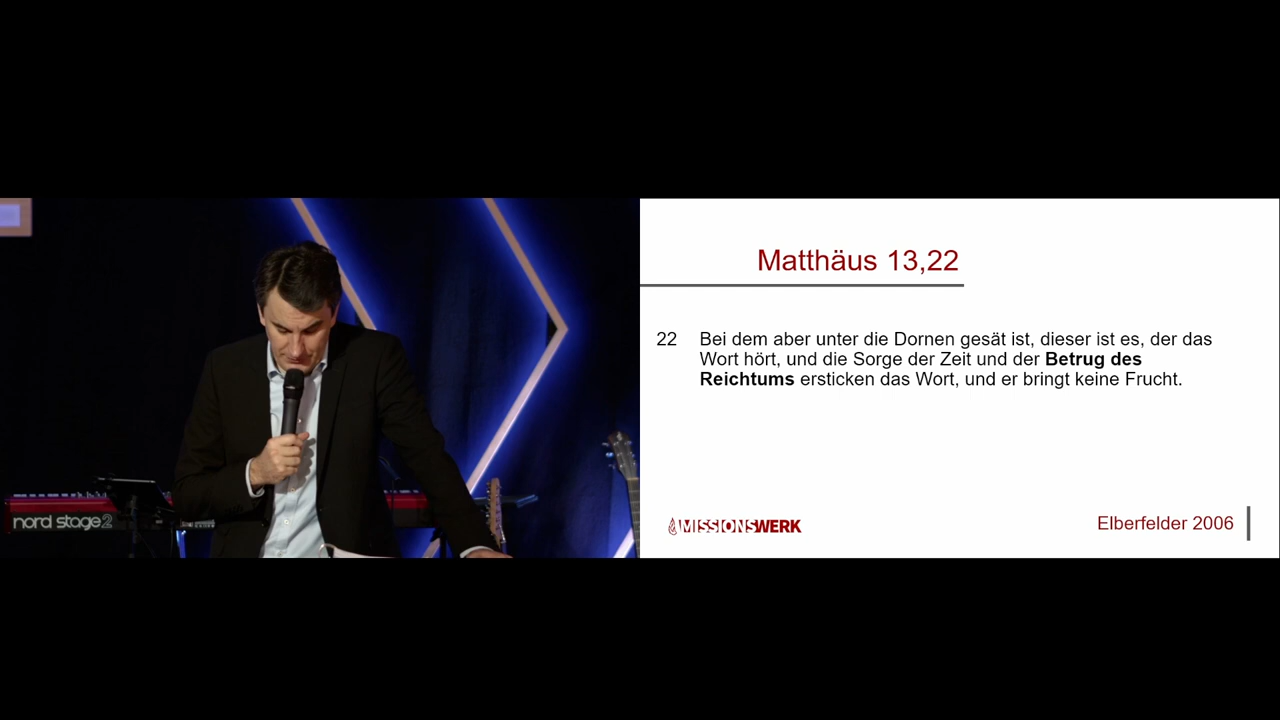 nord stage 2
Matthäus 13,22
22 Bei dem aber unter die Dornen gesät ist, dieser ist es, der das
Wort hört, und die Sorge der Zeit und der Betrug des
Reichtums ersticken das Wort, und er bringt keine Frucht.
MISSIONSWERK
Elberfelder 2006